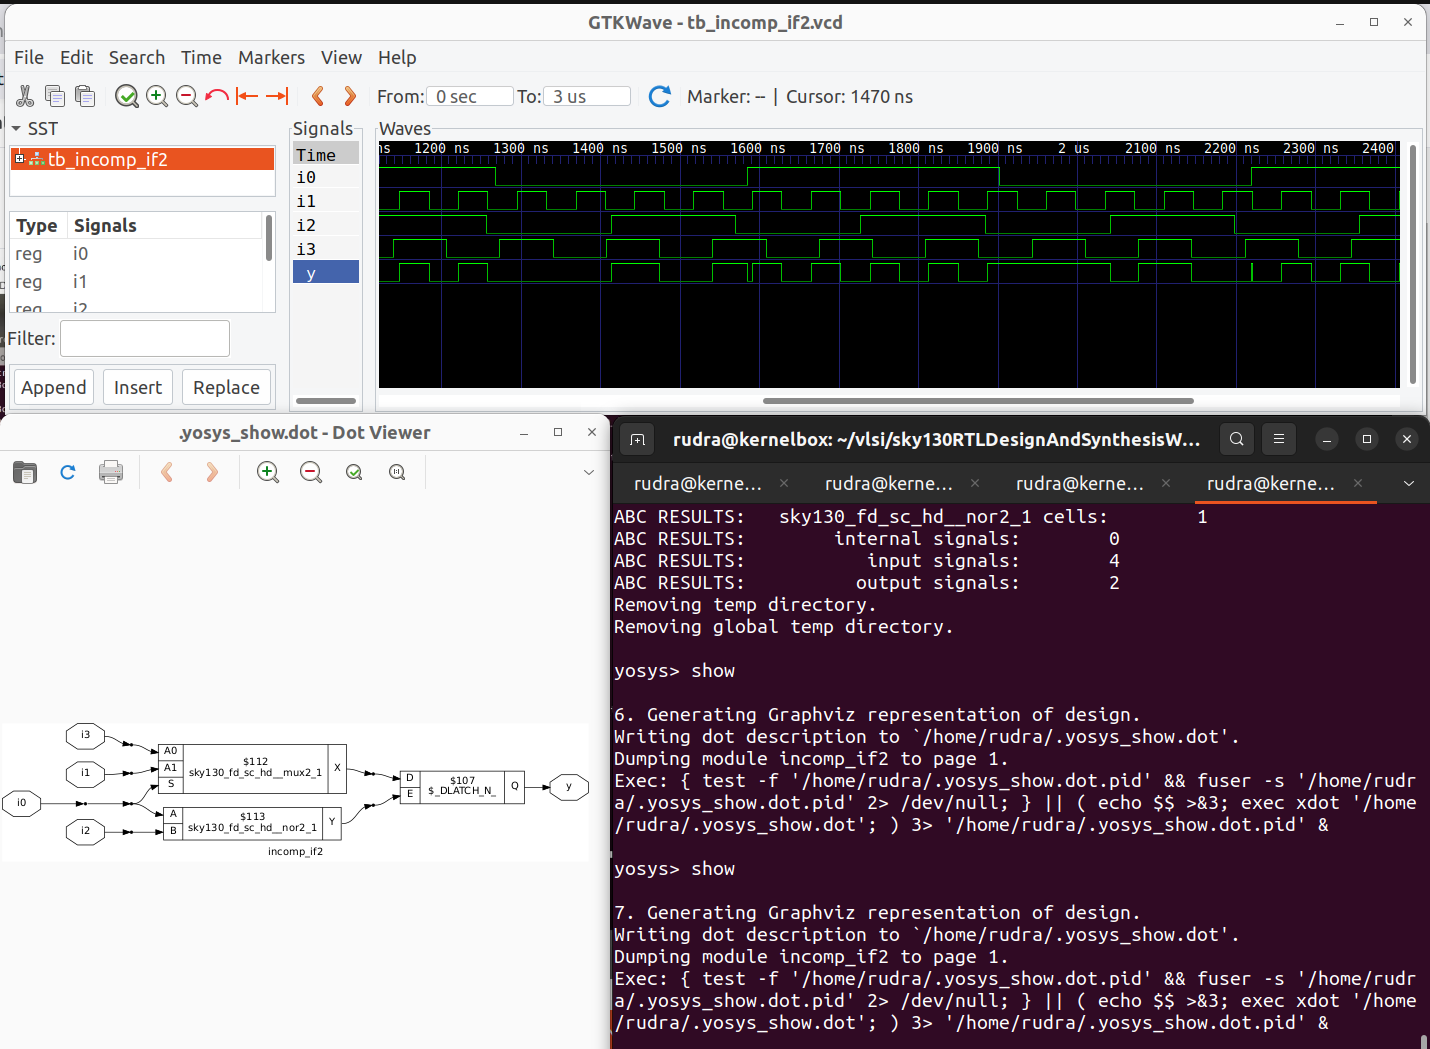 GTKWave - tb_incomp_if2.vcd
File Edit Search Time Markers View Help
From: 0 sec To: 3 us Marker: -- | Cursor: 1470 ns
SST
tb_incomp_if2
Type Signals
reg i0
reg i1
reg i2
Filter:
Append Insert Replace
Signals
Time
i0
i1
i2
i3
y
Waves
ns 1200 ns 1300 ns 1400 ns 1500 ns 1600 ns 1700 ns 1800 ns 1900 ns 2 us 2100 ns 2200 ns 2300 ns 2400
.yosys_show.dot - Dot Viewer
i3
i1
i0
i2
A0
A1
S
$112
sky130_fd_sc_hd__mux2_1
X
A
B
$113
sky130_fd_sc_hd__nor2_1
Y
D
E
$107
$_DLATCH_N_
Q
y
incomp_if2
rudra@kernelbox: ~/vlsi/sky130RTLDesignAndSynthesisW...
rudra@kerne... rudra@kerne... rudra@kerne... rudra@kerne...
ABC RESULTS: sky130_fd_sc_hd__nor2_1 cells: 1
ABC RESULTS: internal signals: 0
ABC RESULTS: input signals: 4
ABC RESULTS: output signals: 2
Removing temp directory.
Removing global temp directory.
yosys> show
6. Generating Graphviz representation of design.
Writing dot description to `/home/rudra/.yosys_show.dot'.
Dumping module incomp_if2 to page 1.
Exec: { test -f '/home/rudra/.yosys_show.dot.pid' && fuser -s '/home/rudr
a/.yosys_show.dot.pid' 2> /dev/null; } || ( echo $$ >&3; exec xdot '/home
/rudra/.yosys_show.dot'; ) 3> '/home/rudra/.yosys_show.dot.pid' &
yosys> show
7. Generating Graphviz representation of design.
Writing dot description to `/home/rudra/.yosys_show.dot'.
Dumping module incomp_if2 to page 1.
Exec: { test -f '/home/rudra/.yosys_show.dot.pid' && fuser -s '/home/rudr
a/.yosys_show.dot.pid' 2> /dev/null; } || ( echo $$ >&3; exec xdot '/home
/rudra/.yosys_show.dot'; ) 3> '/home/rudra/.yosys_show.dot.pid' &